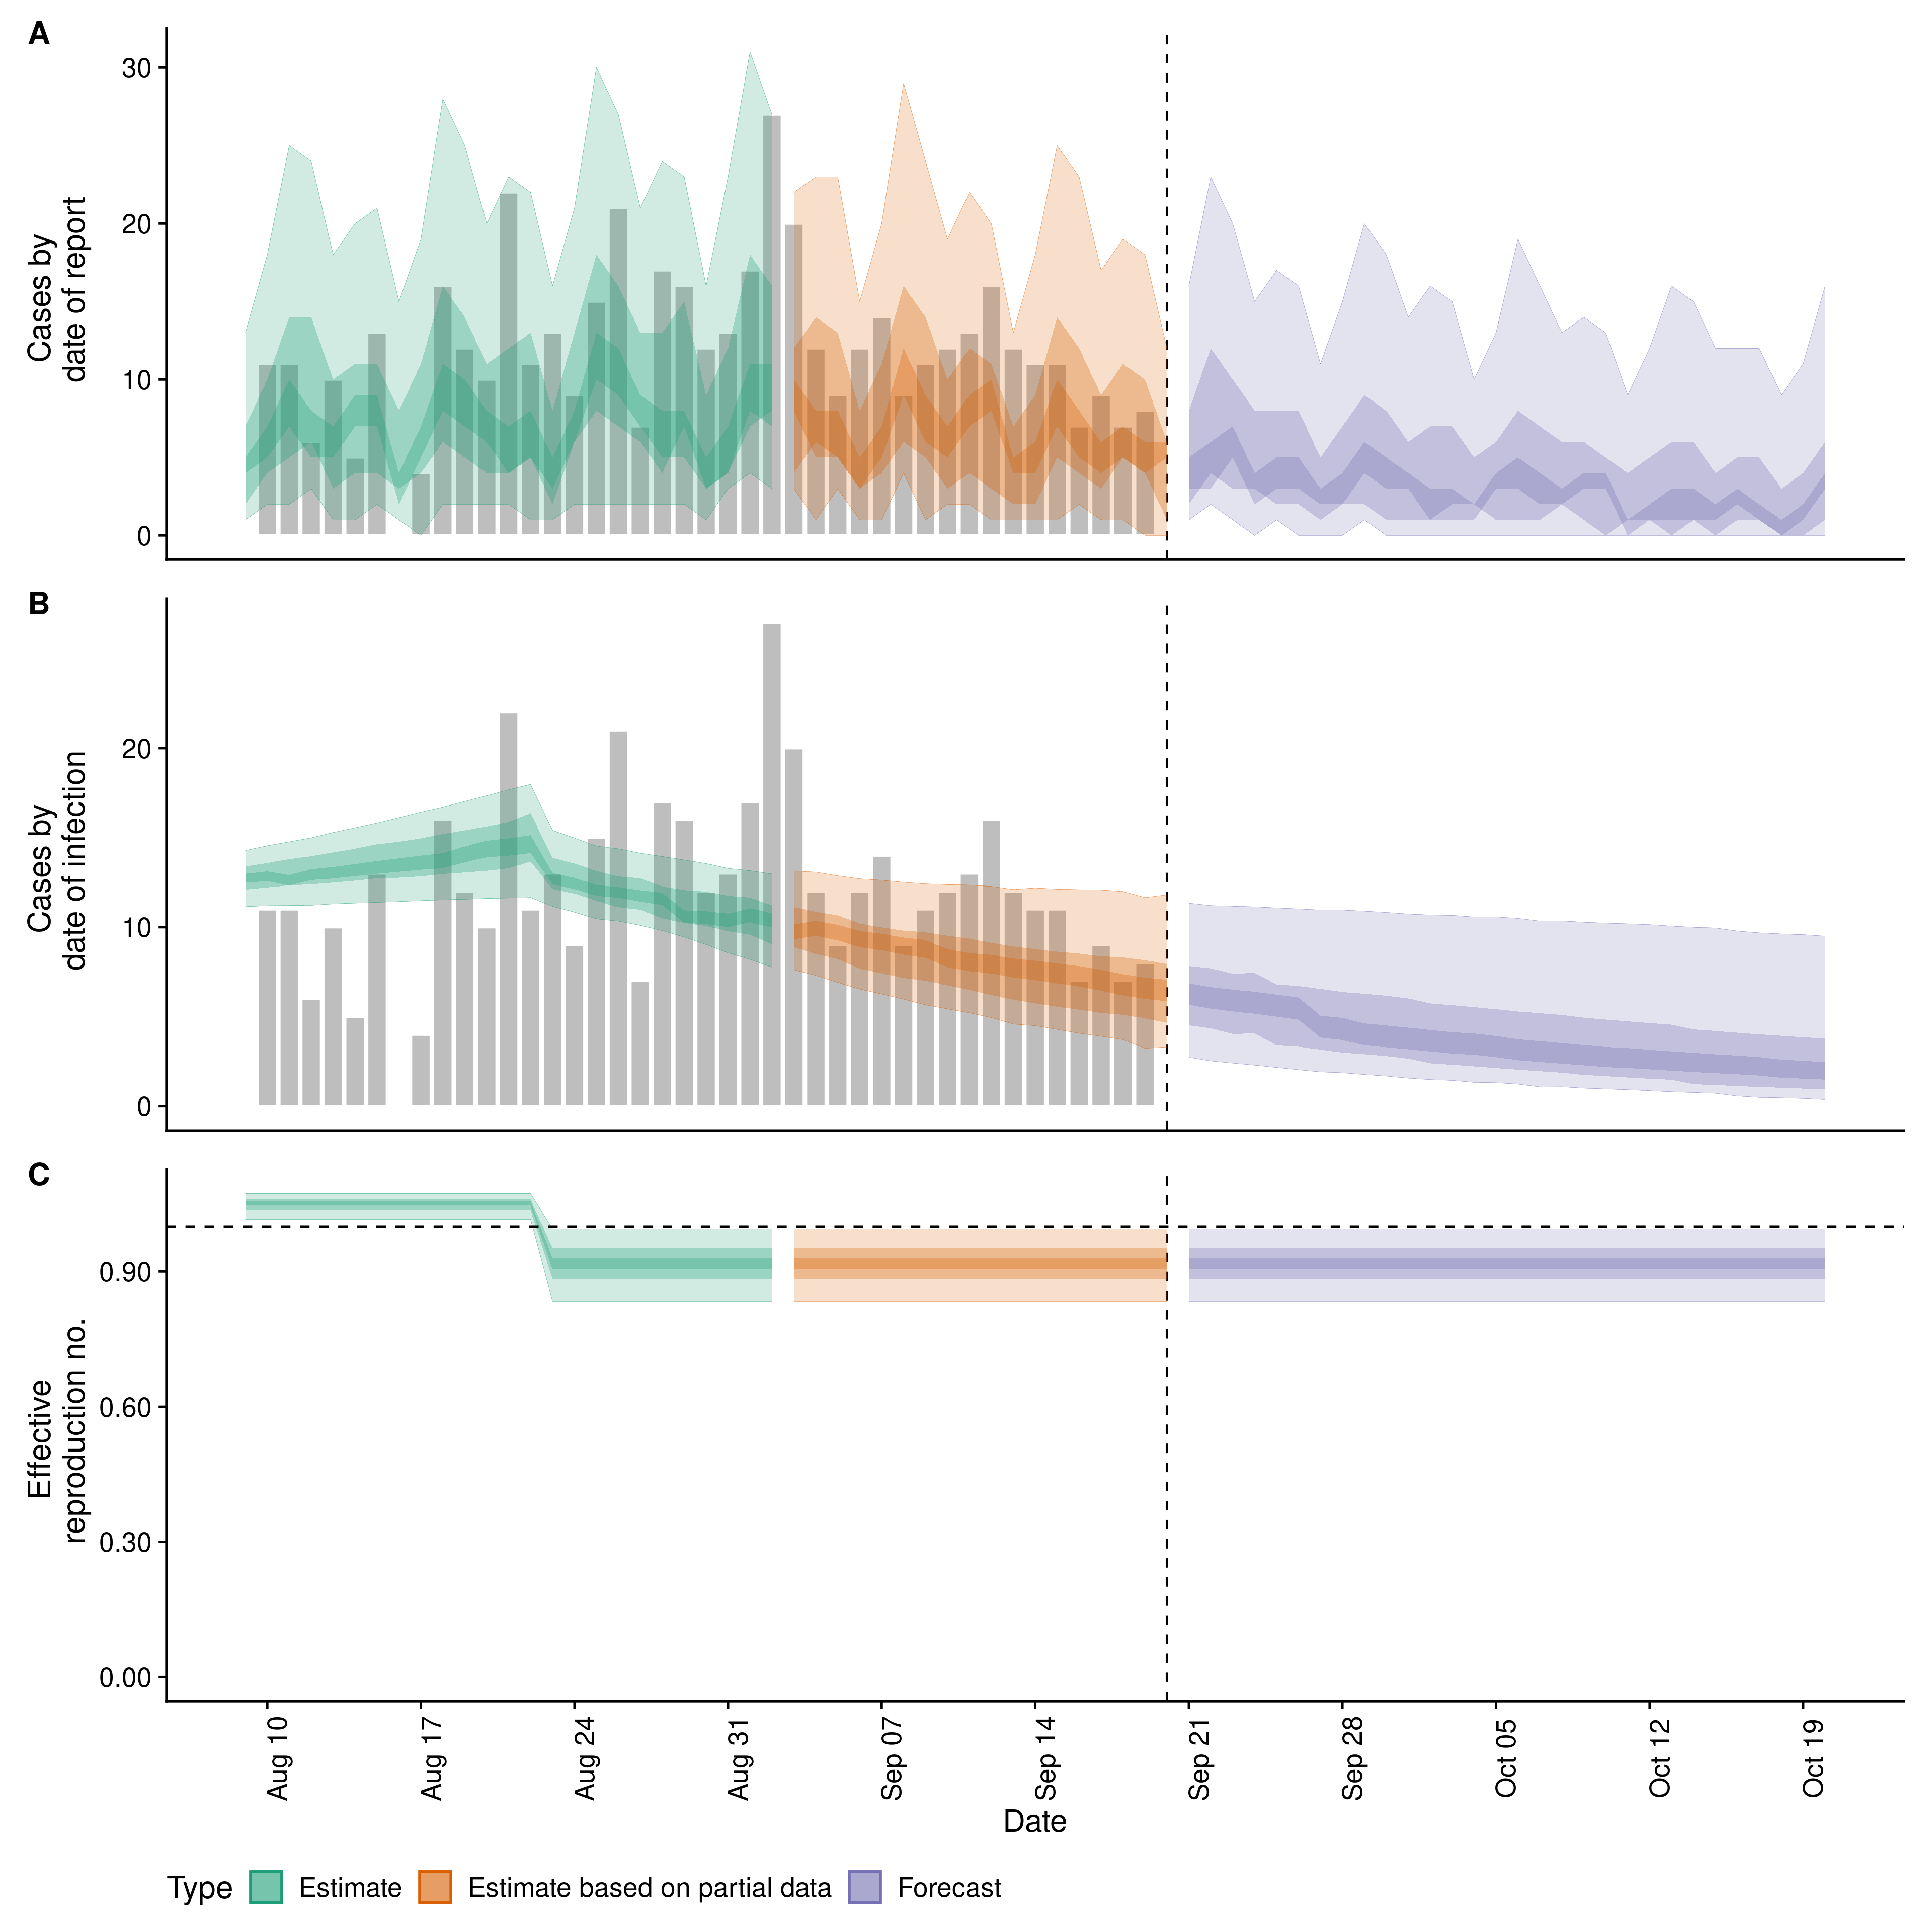 A
Cases by
date of report
30
20
10
0
B
Cases by
date of infection
20
10
0
C
Effective
reproduction no.
0.90
0.60
0.30
0.00
Aug 10
Aug 17
Aug 24
Aug 31
Sep 07
Sep 14
Sep 21
Sep 28
Oct 05
Oct 12
Oct 19
Date
Type Estimate Estimate based on partial data Forecast